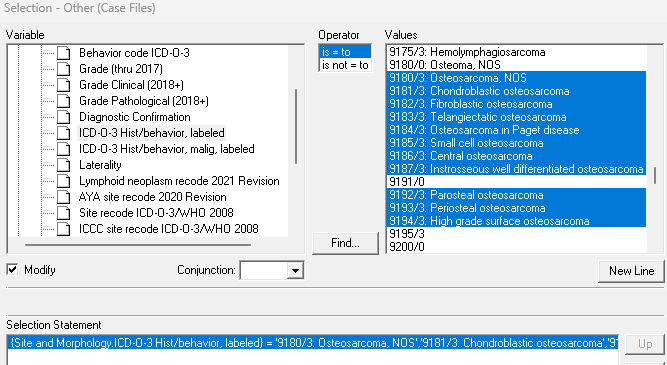 Selection - Other (Case Files)
Variable
Behavior code ICD-O-3
Grade (thru 2017)
Grade Clinical (2018+)
Grade Pathological (2018+)
Diagnostic Confirmation
ICD-O-3 Hist/behavior, labeled
ICD-O-3 Hist/behavior, malig, labeled
Laterality
Lymphoid neoplasm recode 2021 Revision
AYA site recode 2020 Revision
Site recode ICD-O-3/WHO 2008
ICCC site recode ICD-O-3/WHO 2008
Operator
is = to
is not = to
Find...
Values
9175/3: Hemolymphagiosarcoma
9180/0: Osteoma, NOS
9180/3: Osteosarcoma, NOS
9181/3: Chondroblastic osteosarcoma
9182/3: Fibroblastic osteosarcoma
9183/3: Telangiectatic osteosarcoma
9184/3: Osteosarcoma in Paget disease
9185/3: Small cell osteosarcoma
9186/3: Central osteosarcoma
9187/3: Instrosseous well differentiated osteosarcoma
9191/0
9192/3: Parosteal osteosarcoma
9193/3: Periosteal osteosarcoma
9194/3: High grade surface osteosarcoma
9195/3
9200/0
Modify
Conjunction:
New Line
Selection Statement
{Site and Morphology.ICD-O-3 Hist/behavior, labeled} = '9180/3: Osteosarcoma, NOS','9181/3: Chondroblastic osteosarcoma','91
Up